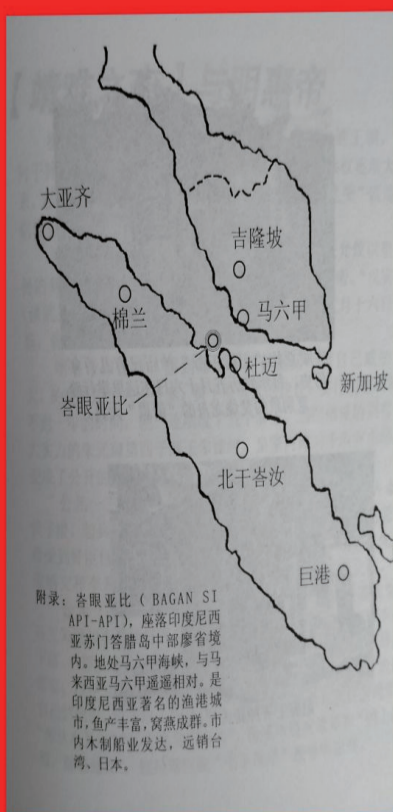 大亚齐
吉隆坡
棉兰
马六甲
杜迈
新加坡
峇眼亚比
北干峇汝
巨港
附录：峇眼亚比（BAGAN SI
API-API），座落印度尼西
亚苏门答腊岛中部廖省境
内。地处马六甲海峡，与马
来西亚马六甲遥遥相对。是
印度尼西亚著名的渔港城
市，鱼产丰富，窝燕成群。市
内木制船业发达，远销台
湾、日本。